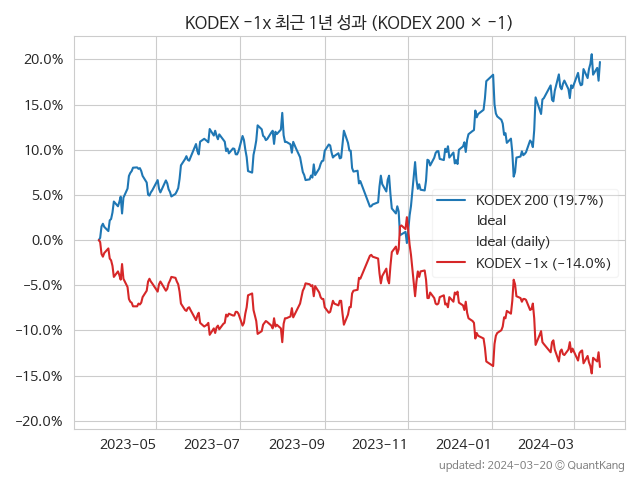 KODEX −1x 최근 1년 성과 (KODEX 200 × −1)
20.0%
15.0%
10.0%
5.0%
0.0%
−5.0%
−10.0%
−15.0%
−20.0%
KODEX 200 (19.7%)
Ideal
Ideal (daily)
KODEX −1x (−14.0%)
2023−05 2023−07 2023−09 2023−11 2024−01 2024−03
updated: 2024−03−20 © QuantKang